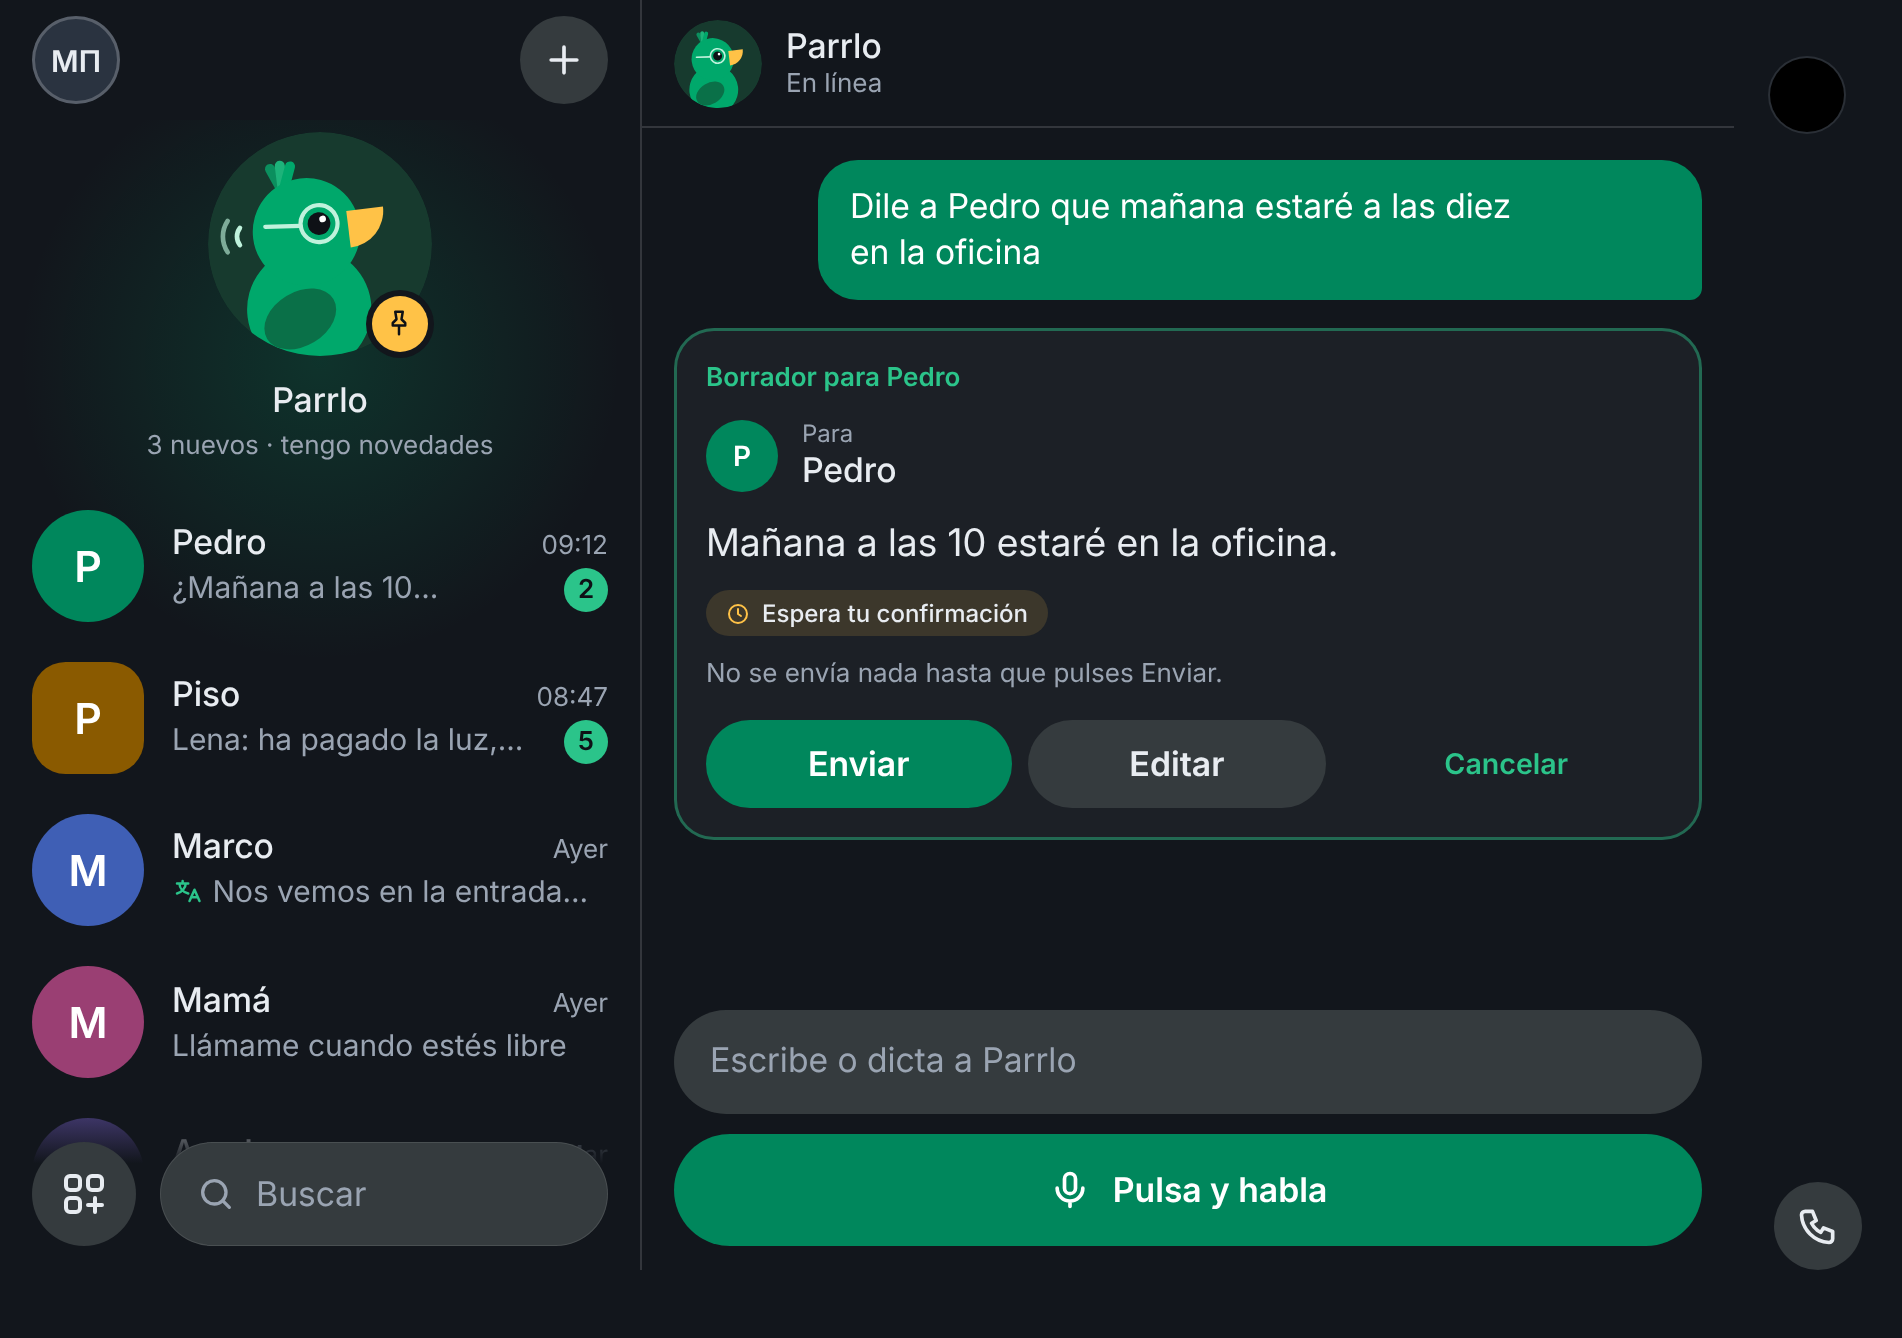 МП
Parrlo
3 nuevos · tengo novedades
P
Pedro
09:12
¿Mañana a las 10...
2
P
Piso
08:47
Lena: ha pagado la luz,...
5
M
Marco
Ayer
Nos vemos en la entrada...
M
Mamá
Ayer
Llámame cuando estés libre
Buscar
Parrlo
En línea
Dile a Pedro que mañana estaré a las diez
en la oficina
Borrador para Pedro
P
Para
Pedro
Mañana a las 10 estaré en la oficina.
Espera tu confirmación
No se envía nada hasta que pulses Enviar.
Enviar
Editar
Cancelar
Escribe o dicta a Parrlo
Pulsa y habla